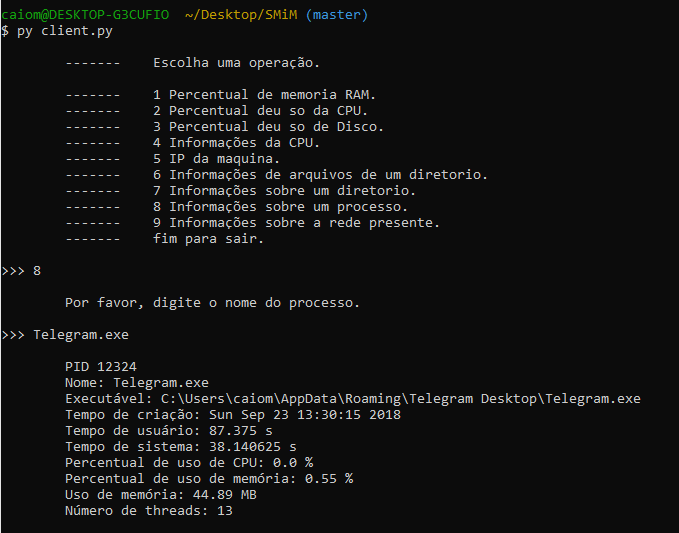 caiom@DESKTOP-G3CUFIO ~/Desktop/SMiM (master)
$ py client.py
------- Escolha uma operação.
------- 1 Percentual de memoria RAM.
------- 2 Percentual deu so da CPU.
------- 3 Percentual deu so de Disco.
------- 4 Informações da CPU.
------- 5 IP da maquina.
------- 6 Informações de arquivos de um diretorio.
------- 7 Informações sobre um diretorio.
------- 8 Informações sobre um processo.
------- 9 Informações sobre a rede presente.
------- fim para sair.
>>> 8
Por favor, digite o nome do processo.
>>> Telegram.exe
PID 12324
Nome: Telegram.exe
Executável: C:\Users\caiom\AppData\Roaming\Telegram Desktop\Telegram.exe
Tempo de criação: Sun Sep 23 13:30:15 2018
Tempo de usuário: 87.375 s
Tempo de sistema: 38.140625 s
Percentual de uso de CPU: 0.0 %
Percentual de uso de memória: 0.55 %
Uso de memória: 44.89 MB
Número de threads: 13